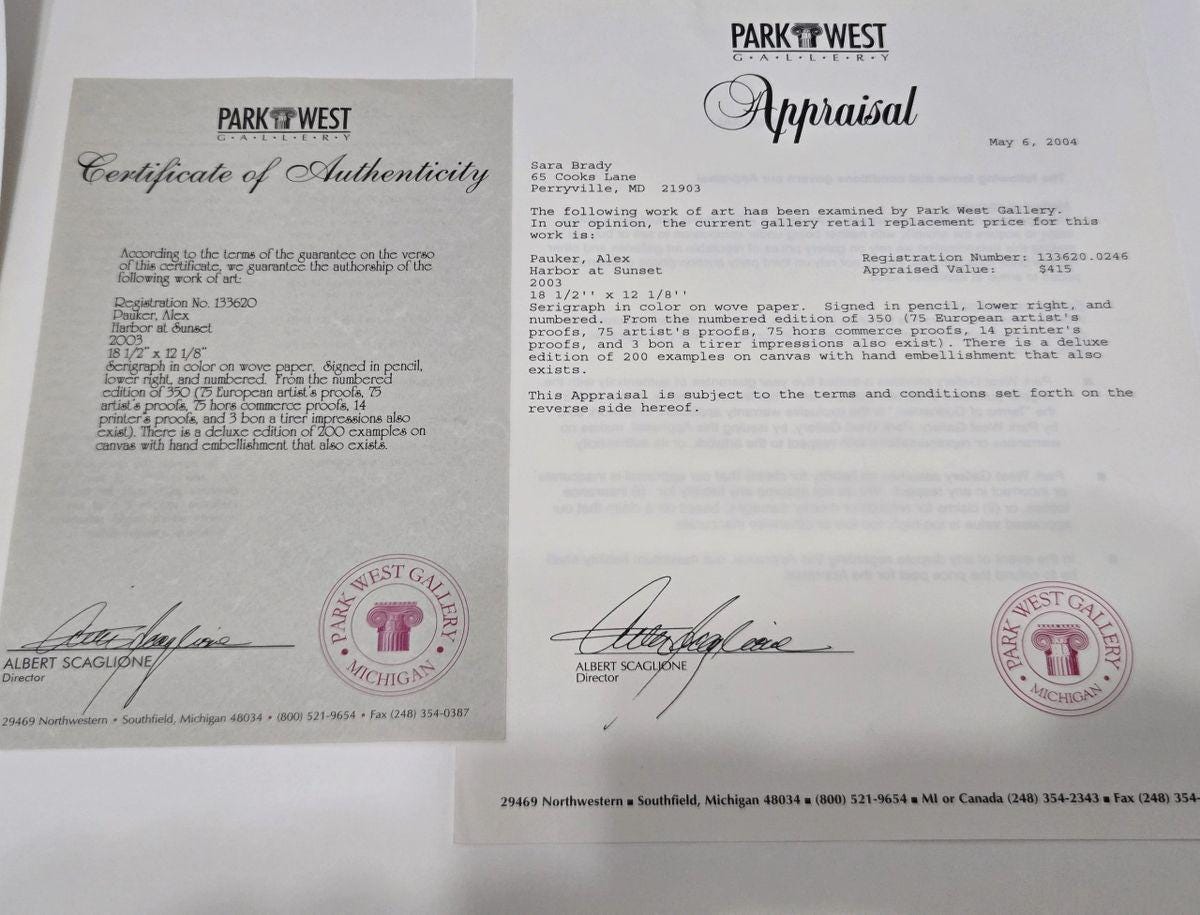 PARK WEST
G•A•L•L•E•R•Y
Certificate of Authenticity
According to the terms of the guarantee on the verso
of this certificate, we guarantee the authorship of the
following work of art:
Registration No. 133620
Pauker, Alex
Harbor at Sunset
2003
18 1/2" x 12 1/8"
Serigraph in color on wove paper. Signed in pencil,
lower right, and numbered. From the numbered
edition of 350 (75 European artist's proofs, 75
artist's proofs, 75 hors commerce proofs, 14
printer's proofs, and 3 bon a tirer impressions also
exist). There is a deluxe edition of 200 examples on
canvas with hand embellishment that also exists.
ALBERT SCAGLIONE
Director
PARK WEST GALLERY
• MICHIGAN •
29469 Northwestern • Southfield, Michigan 48034 • (800) 521-9654 • Fax (248) 354-0387
PARK WEST
G•A•L•L•E•R•Y
Appraisal
May 6, 2004
Sara Brady
65 Cooks Lane
Perryville, MD 21903
The following work of art has been examined by Park West Gallery.
In our opinion, the current gallery retail replacement price for this
work is:
Pauker, Alex Registration Number: 133620.0246
Harbor at Sunset Appraised Value: $415
2003
18 1/2'' x 12 1/8''
Serigraph in color on wove paper. Signed in pencil, lower right, and
numbered. From the numbered edition of 350 (75 European artist's
proofs, 75 artist's proofs, 75 hors commerce proofs, 14 printer's
proofs, and 3 bon a tirer impressions also exist). There is a deluxe
edition of 200 examples on canvas with hand embellishment that also
exists.
This Appraisal is subject to the terms and conditions set forth on the
reverse side hereof.
ALBERT SCAGLIONE
Director
PARK WEST GALLERY
• MICHIGAN •
29469 Northwestern ■ Southfield, Michigan 48034 ■ (800) 521-9654 ■ MI or Canada (248) 354-2343 ■ Fax (248) 354-